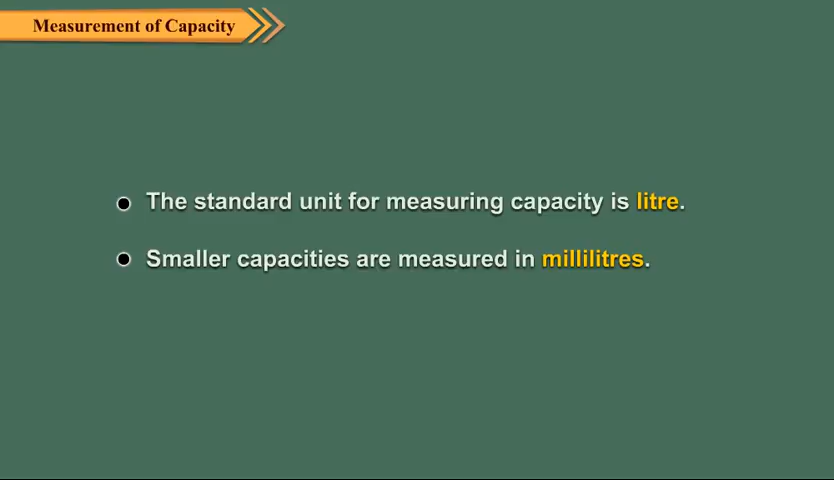 Measurement of Capacity
The standard unit for measuring capacity is litre.
Smaller capacities are measured in millilitres.